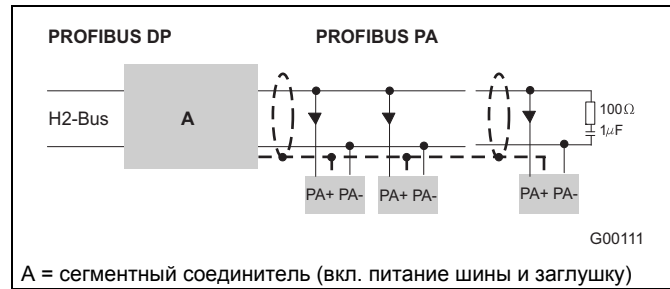 PROFIBUS DP PROFIBUS PA
H2-Bus A 100Ω
1μF
PA+ PA- PA+ PA- PA+ PA-
G00111
A = сегментный соединитель (вкл. питание шины и заглушку)